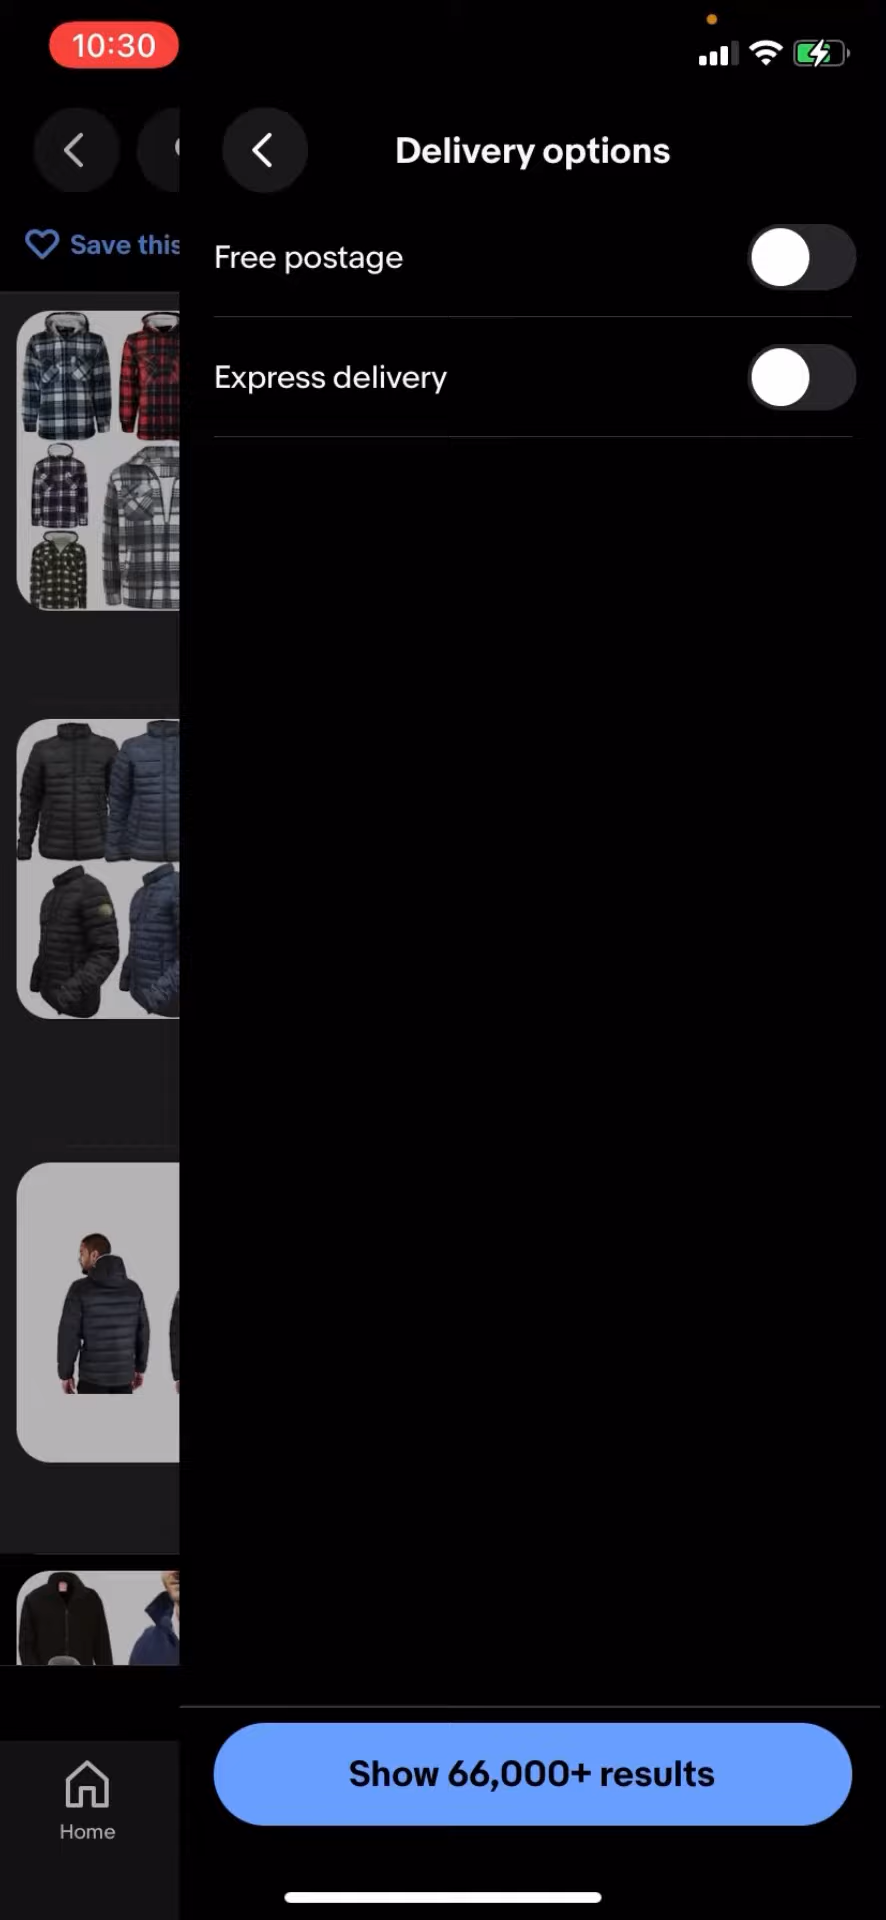 10:30
Delivery options
Save this
Free postage
Express delivery
Show 66,000+ results
Home